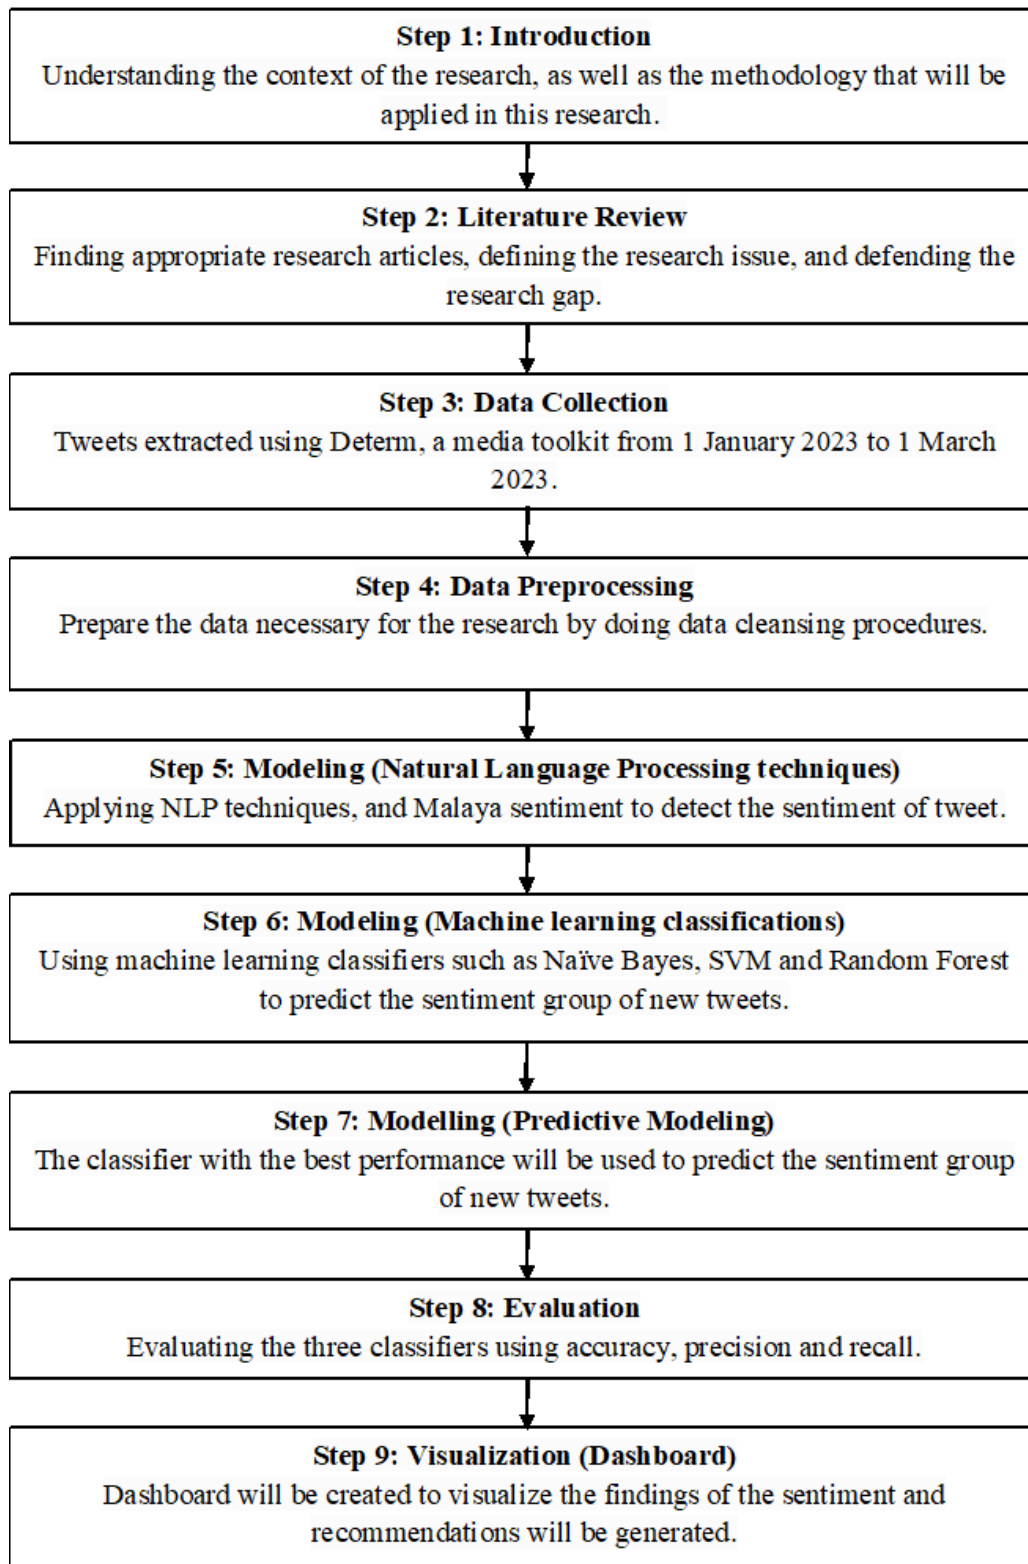 Step 1: Introduction
Understanding the context of the research, as well as the methodology that will be
applied in this research.
Step 2: Literature Review
Finding appropriate research articles, defining the research issue, and defending the
research gap.
Step 3: Data Collection
Tweets extracted using Determ, a media toolkit from 1 January 2023 to 1 March
2023.
Step 4: Data Preprocessing
Prepare the data necessary for the research by doing data cleansing procedures.
Step 5: Modeling (Natural Language Processing techniques)
Applying NLP techniques, and Malaya sentiment to detect the sentiment of tweet.
Step 6: Modeling (Machine learning classifications)
Using machine learning classifiers such as Naïve Bayes, SVM and Random Forest
to predict the sentiment group of new tweets.
Step 7: Modelling (Predictive Modeling)
The classifier with the best performance will be used to predict the sentiment group
of new tweets.
Step 8: Evaluation
Evaluating the three classifiers using accuracy, precision and recall.
Step 9: Visualization (Dashboard)
Dashboard will be created to visualize the findings of the sentiment and
recommendations will be generated.